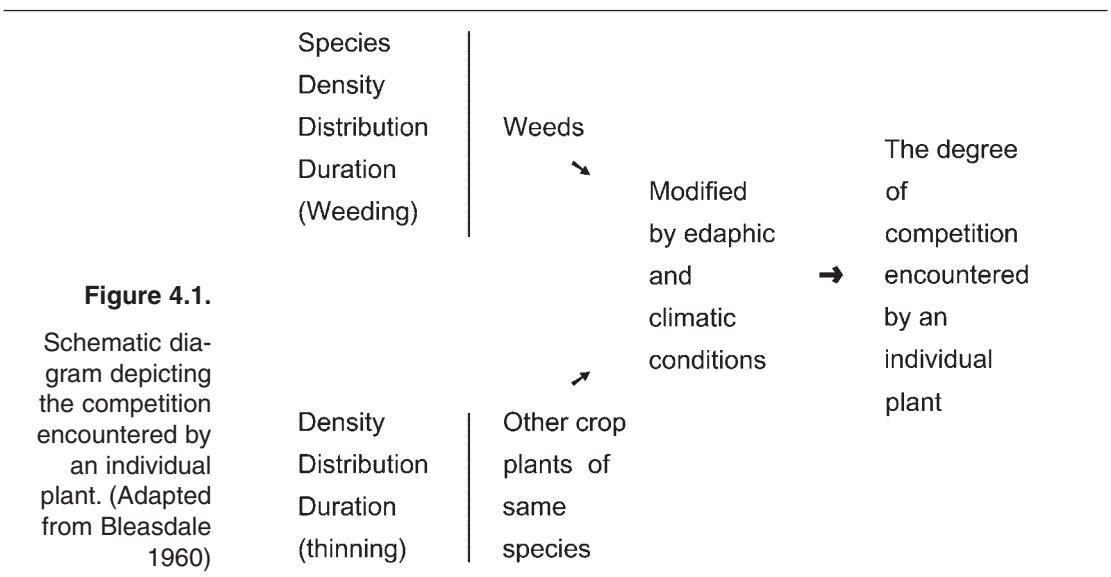 Species
Density
Distribution
Duration
(Weeding)
Weeds
Density
Distribution
Duration
(thinning)
Other crop
plants of
same
species
Modified
by edaphic
and
climatic
conditions
The degree
of
competition
encountered
by an
individual
plant
Figure 4.1.
Schematic dia-
gram depicting
the competition
encountered by
an individual
plant. (Adapted
from Bleasdale
1960)